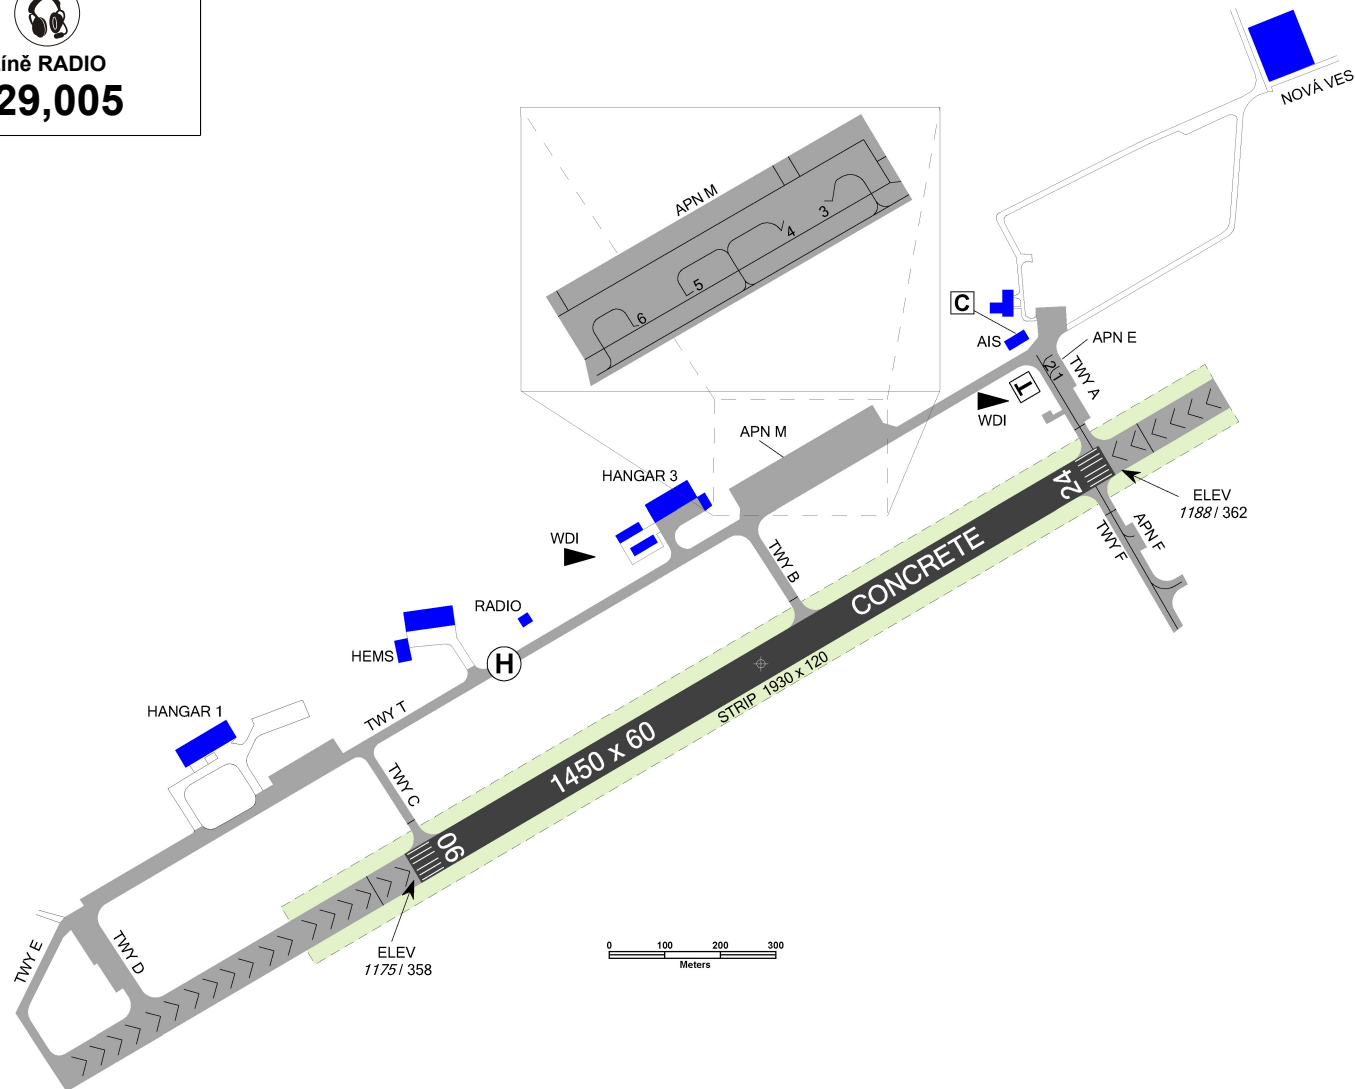 íně RADIO
29,005
NOVÁ VES
APN M
3
4
5
6
C
AIS
APN E
2
1
TWY A
T
WDI
APN M
HANGAR 3
24
ELEV
1188 / 362
WDI
TWY B
CONCRETE
APN F
TWY F
RADIO
HEMS
H
STRIP 1930 x 120
HANGAR 1
TWY T
1450 x 60
TWY C
06
TWY E
TWY D
ELEV
1175 / 358
0 100 200 300
Meters